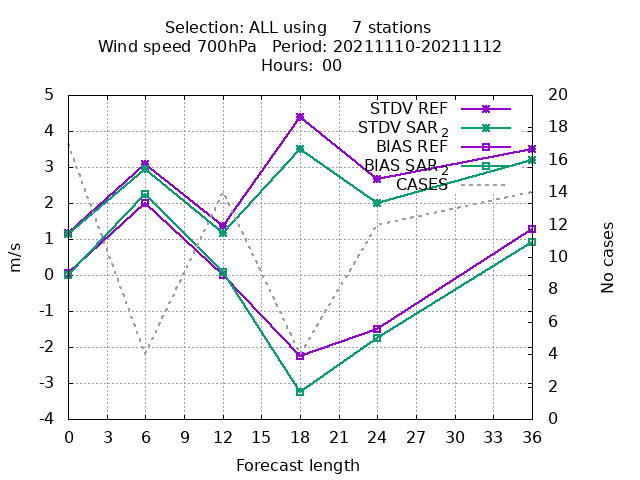 Selection: ALL using     7 stations
Wind speed 700hPa   Period: 20211110-20211112
Hours: 00
5
4
3
2
1
0
-1
-2
-3
-4
m/s
STDV REF
STDV SAR2
BIAS REF
BIAS SAR2
CASES
20
18
16
14
12
10
8
6
4
2
0
No cases
0 3 6 9 12 15 18 21 24 27 30 33 36
Forecast length